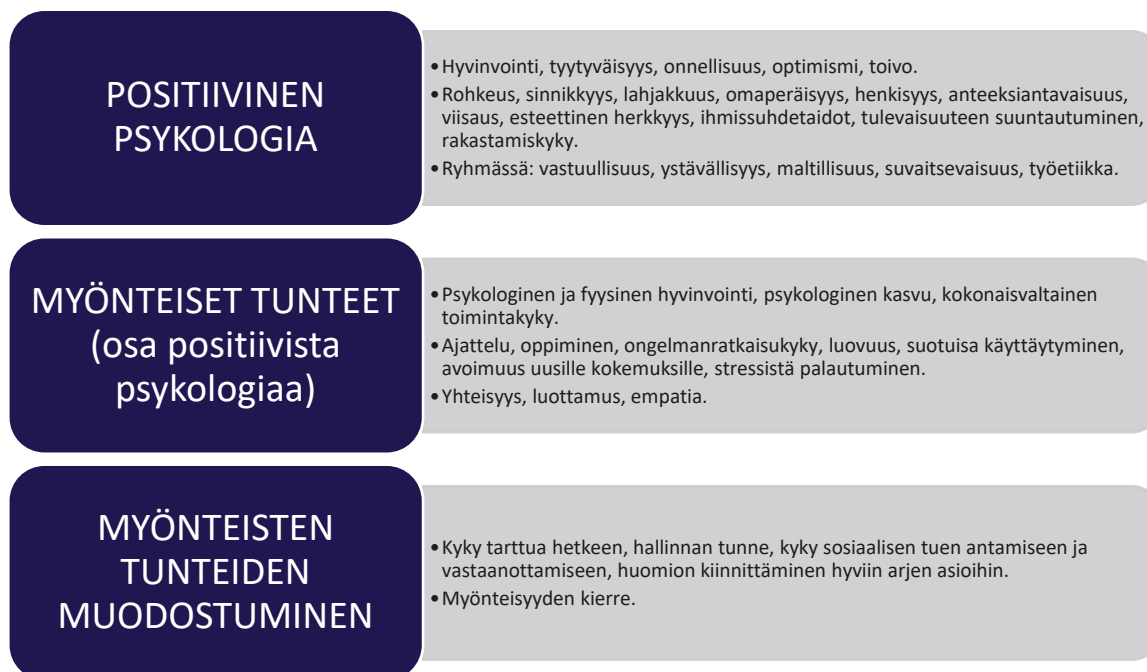 POSITIIVINEN
PSYKOLOGIA
•Hyvinvointi, tyytyväisyys, onnellisuus, optimismi, toivo.
•Rohkeus, sinnikkyys, lahjakkuus, omaperäisyys, henkisyys, anteeksiantavaisuus,
viisaus, esteettinen herkkyys, ihmissuhdetaidot, tulevaisuuteen suuntautuminen,
rakastamiskyky.
•Ryhmässä: vastuullisuus, ystävällisyys, maltillisuus, suvaitsevaisuus, työetiikka.
MYÖNTEISET TUNTEET
(osa positiivista
psykologiaa)
•Psykologinen ja fyysinen hyvinvointi, psykologinen kasvu, kokonaisvaltainen
toimintakyky.
•Ajattelu, oppiminen, ongelmanratkaisukyky, luovuus, suotuisa käyttäytyminen,
avoimuus uusille kokemuksille, stressistä palautuminen.
•Yhteisyys, luottamus, empatia.
MYÖNTEISTEN
TUNTEIDEN
MUODOSTUMINEN
•Kyky tarttua hetkeen, hallinnan tunne, kyky sosiaalisen tuen antamiseen ja
vastaanottamiseen, huomion kiinnittäminen hyviin arjen asioihin.
•Myönteisyyden kierre.